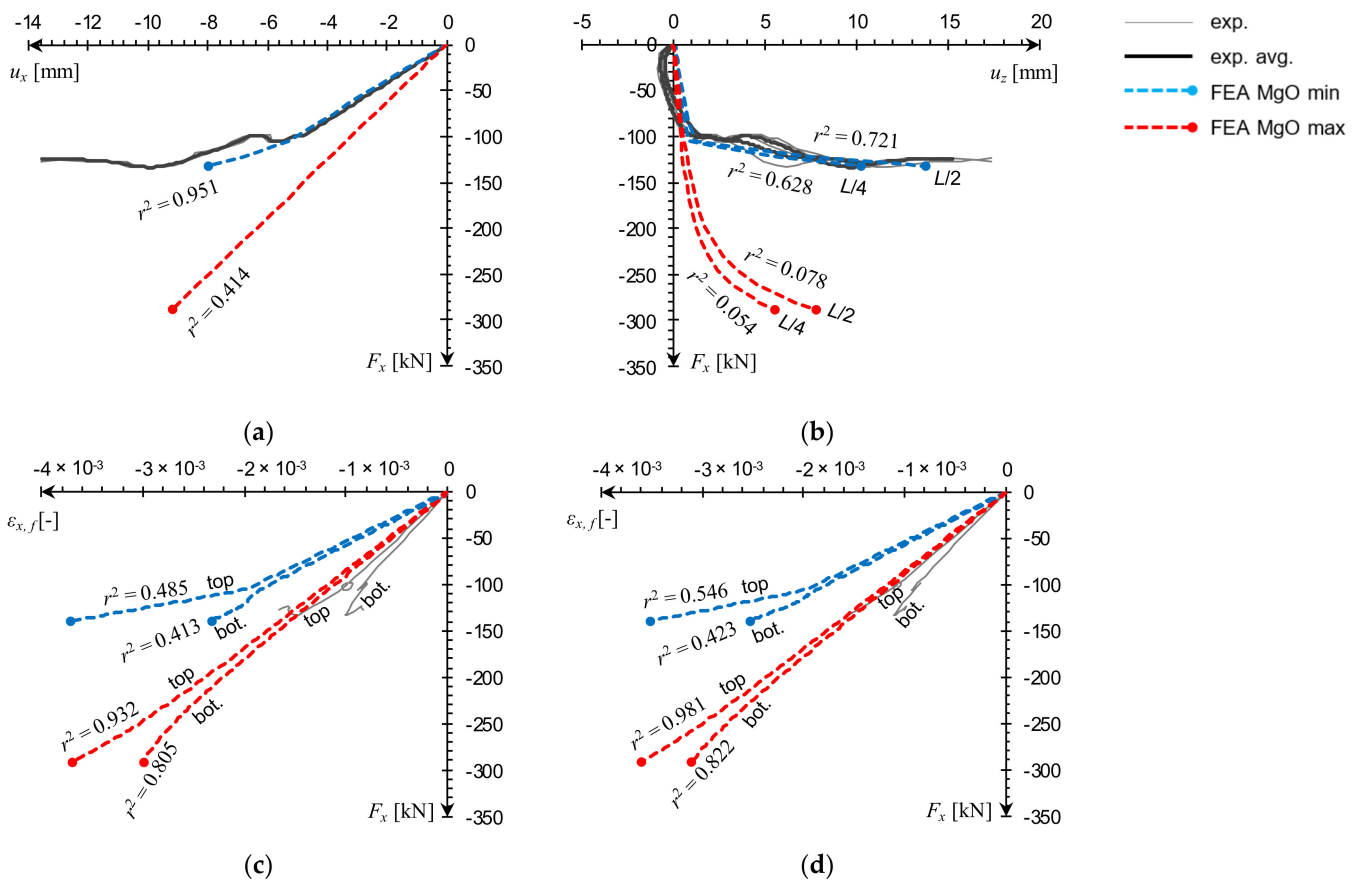 -14 -12 -10 -8 -6 -4 -2 0
u_x [mm]
0
-50
-100
-150
-200
-250
-300
-350
r² = 0.951
r² = 0.414
F_x [kN]
(a)
-5 0 5 10 15 20
u_z [mm]
0
-50
-100
-150
-200
-250
-300
-350
r² = 0.721
r² = 0.628
L/4
L/2
r² = 0.078
r² = 0.054
L/4
L/2
F_x [kN]
(b)
exp.
exp. avg.
FEA MgO min
FEA MgO max
-4 × 10⁻³ -3 × 10⁻³ -2 × 10⁻³ -1 × 10⁻³ 0
ε_x, f [-]
0
-50
-100
-150
-200
-250
-300
-350
r² = 0.485 top
r² = 0.413 bot.
top
bot.
r² = 0.932 top
r² = 0.805 bot.
F_x [kN]
(c)
-4 × 10⁻³ -3 × 10⁻³ -2 × 10⁻³ -1 × 10⁻³ 0
ε_x, f [-]
0
-50
-100
-150
-200
-250
-300
-350
r² = 0.546 top
r² = 0.423 bot.
top
bot.
r² = 0.981 top
r² = 0.822 bot.
F_x [kN]
(d)